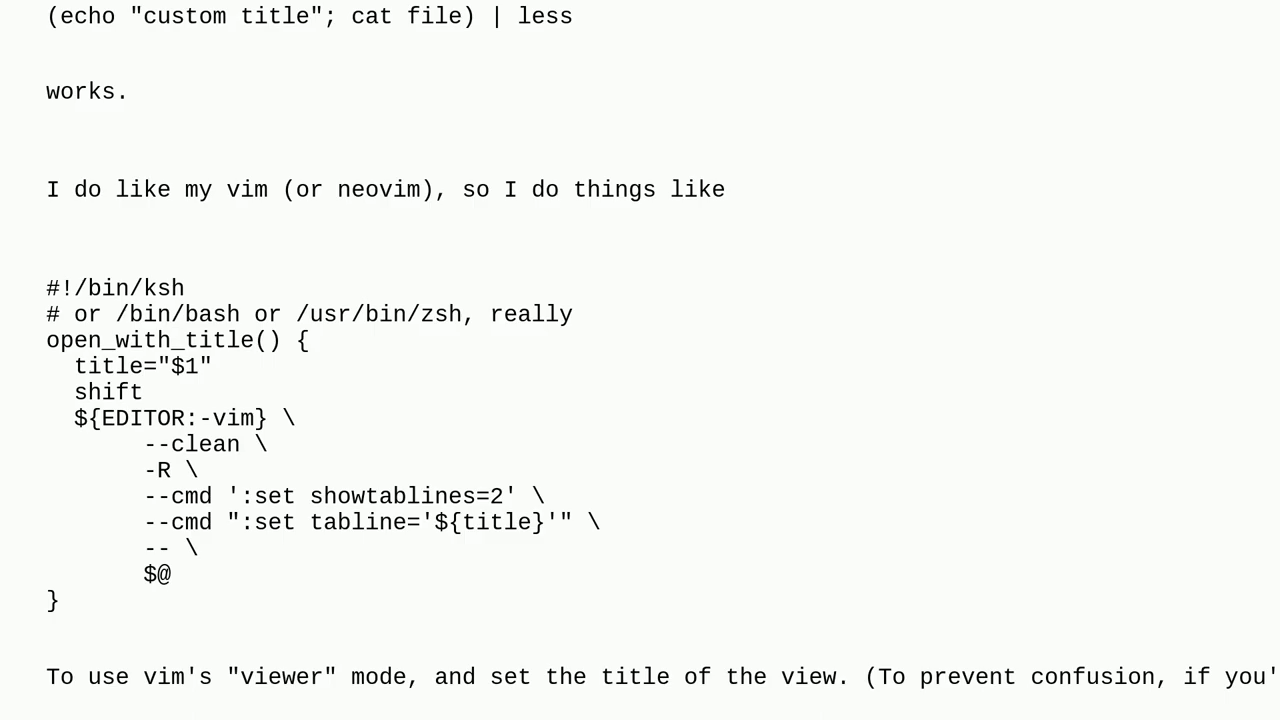 (echo "custom title"; cat file) | less
works.
I do like my vim (or neovim), so I do things like
#!/bin/ksh
# or /bin/bash or /usr/bin/zsh, really
open_with_title() {
  title="$1"
  shift
  ${EDITOR:-vim} \
       --clean \
       -R \
       --cmd ':set showtablines=2' \
       --cmd ":set tabline='${title}'" \
       -- \
       $@
}
To use vim's "viewer" mode, and set the title of the view. (To prevent confusion, if you'